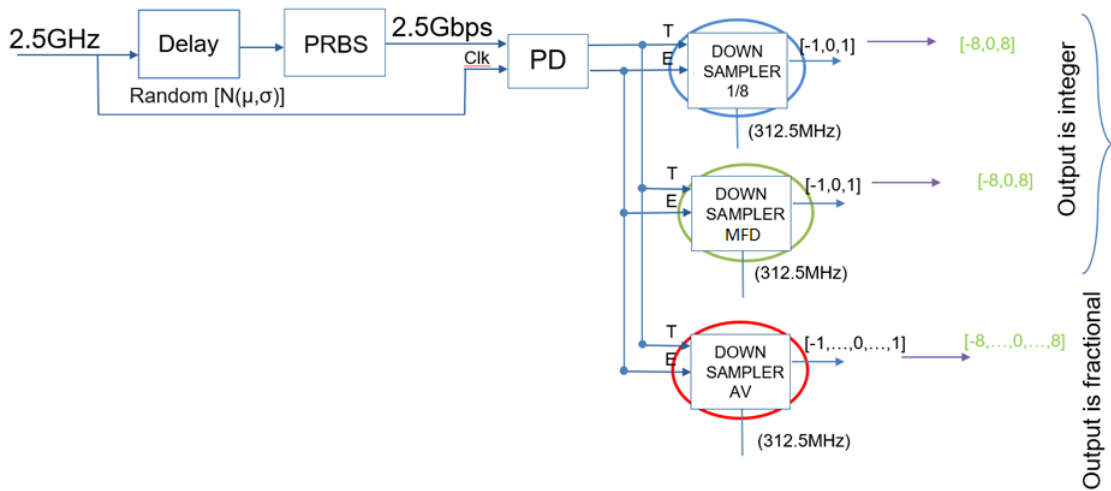 2.5GHz
Delay
PRBS
2.5Gbps
Clk
PD
Random [N(μ,σ)]
T
E
DOWN
SAMPLER
1/8
[-1,0,1]
[-8,0,8]
(312.5MHz)
T
E
DOWN
SAMPLER
MFD
[-1,0,1]
[-8,0,8]
(312.5MHz)
Output is integer
T
E
DOWN
SAMPLER
AV
[-1,…,0,…,1]
[-8,…,0,…,8]
(312.5MHz)
Output is fractional